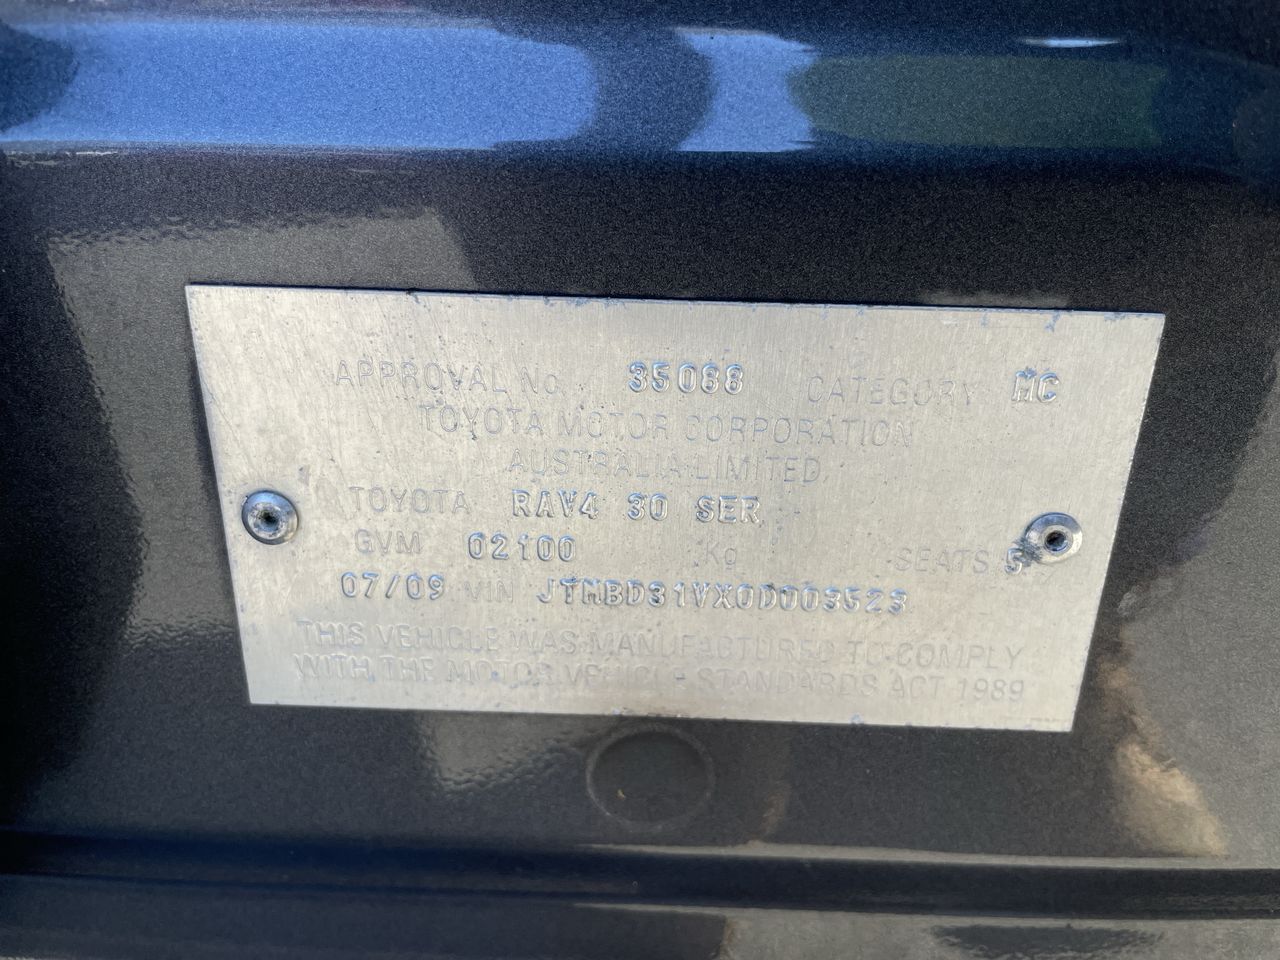 APPROVAL No. 35088 CATEGORY MC
TOYOTA MOTOR CORPORATION
AUSTRALIA LIMITED
TOYOTA RAV4 30 SER
GVM 02100 Kg SEATS 5
07/09 VIN JTMBD31VX0D003523
THIS VEHICLE WAS MANUFACTURED TO COMPLY
WITH THE MOTOR VEHICLE STANDARDS ACT 1989